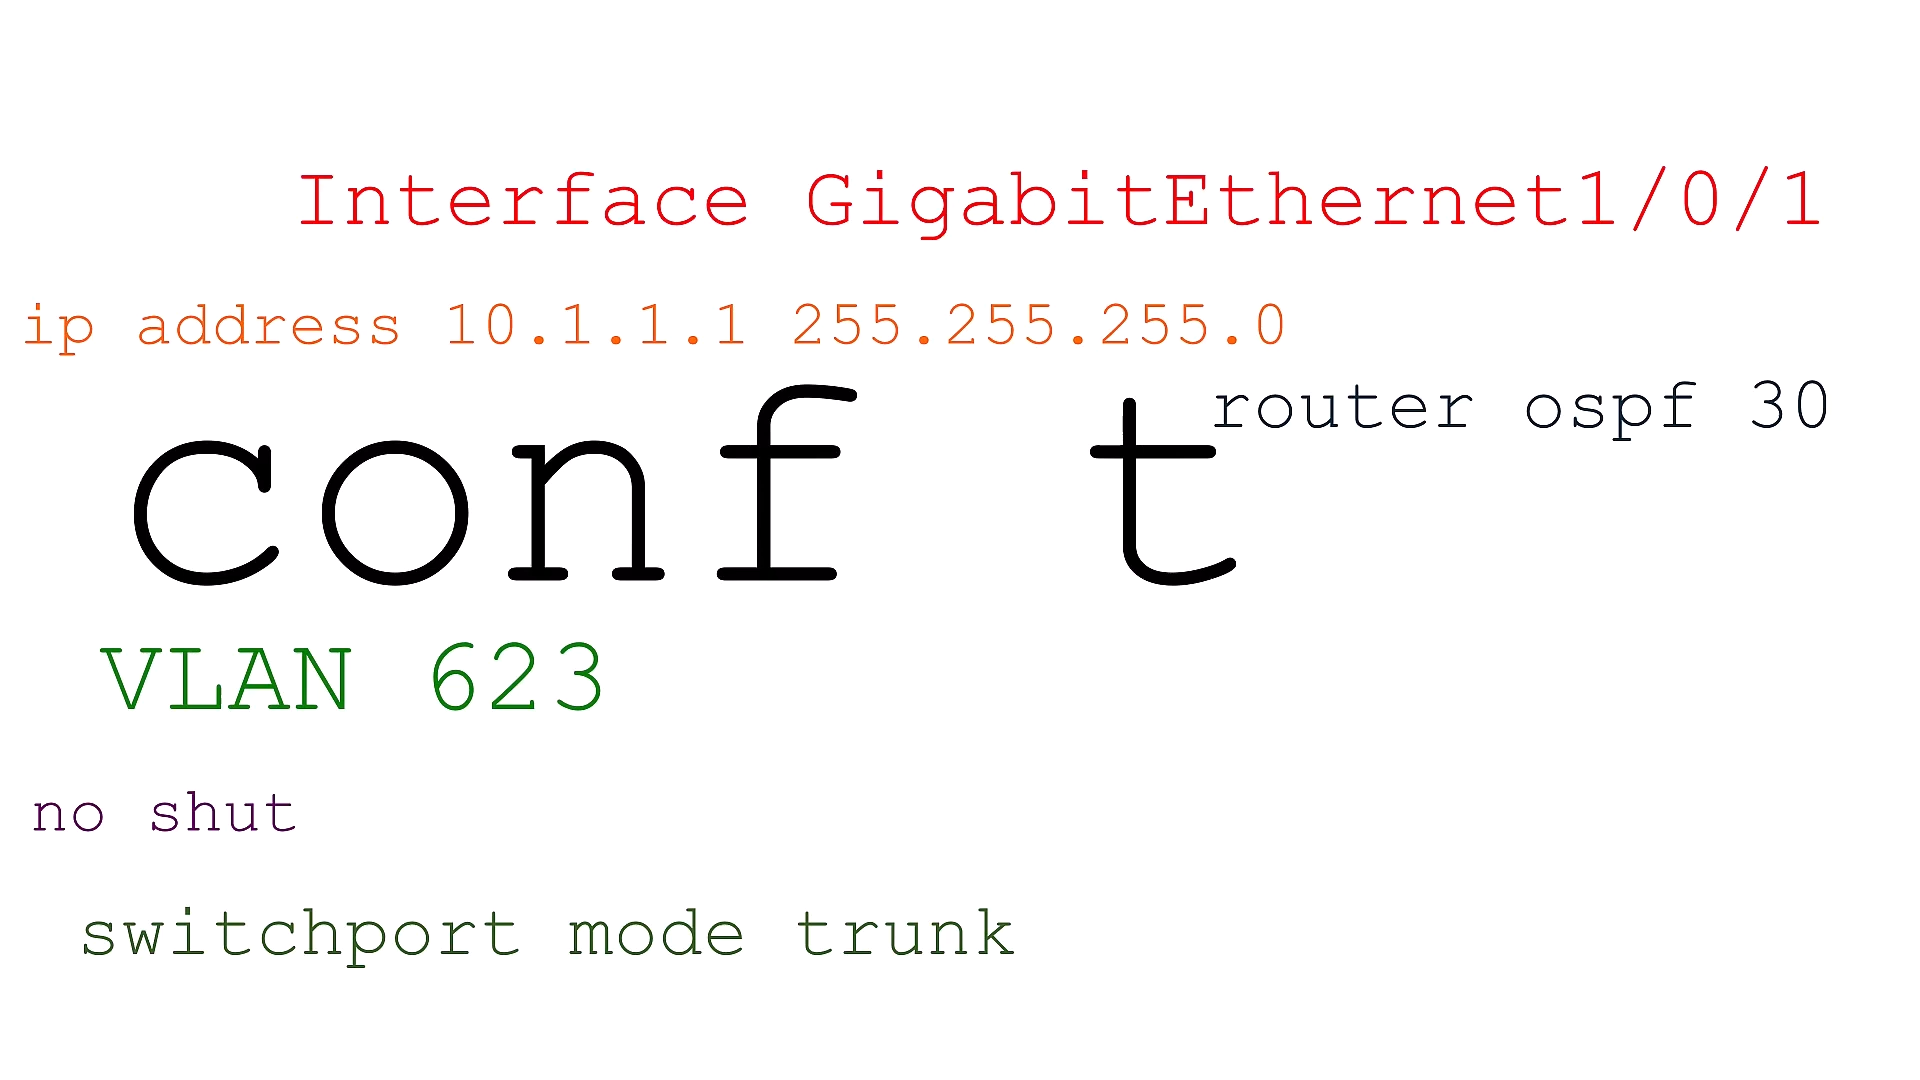 Interface GigabitEthernet1/0/1
ip address 10.1.1.1 255.255.255.0
router ospf 30
conf t
VLAN 623
no shut
switchport mode trunk